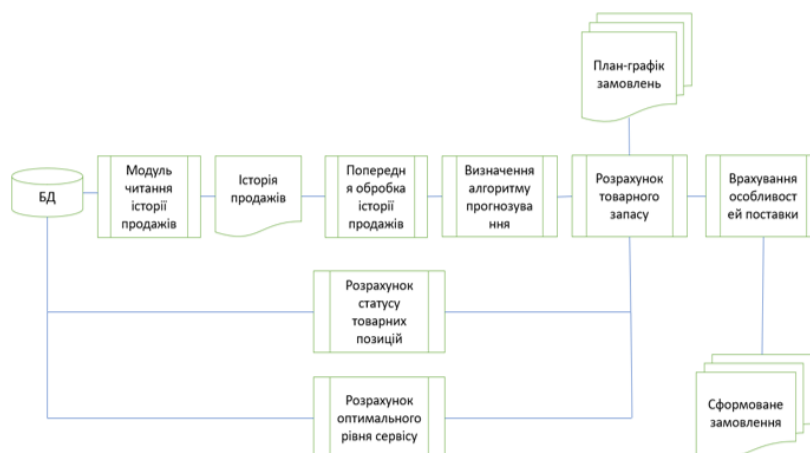 План-графік
замовлень
БД
Модуль
читання
історії
продажів
Історія
продажів
Попередн
я обробка
історії
продажів
Визначення
алгоритму
прогнозува
ння
Розрахунок
товарного
запасу
Врахування
особливост
ей поставки
Розрахунок
статусу
товарних
позицій
Розрахунок
оптимального
рівня сервісу
Сформоване
замовлення